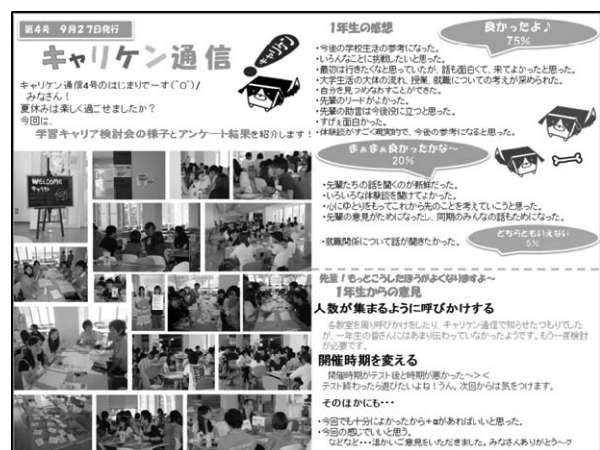 第4号 9月27日発行
キャリケン通信
キャリケン
キャリケン通信4号のはじまりでーす(^O^)/
みなさん!
夏休みは楽しく過ごせましたか?
今回は、
学習キャリア検討会の様子とアンケート結果を紹介します!
WELCOME
1年生の感想
良かったよ♪
75%
・今後の学校生活の参考になった。
・いろんなことに挑戦したいと思った。
・最初は行きたくなと思っていたが、話も面白くて、来てよかったと思った。
・大学生活の大体の流れ、授業、就職についての考えが深められた。
・自分を見つめなおすことができた。
・先輩のリードがよかった。
・先輩の助言は今後役に立つと思った。
・すげぇ面白かった。
・体験談がすごく現実的で、今後の参考になると思った。
まぁまぁ良かったかな～
20%
・先輩たちの話を聞くのが新鮮だった。
・いろいろな体験談を聞けてよかった。
・心にゆとりをもってこれから先のことを考えていこうと思った。
・先輩の意見がためになったし、同期のみんなの話もためになった。
どちらともいえない
5%
・就職関係について話が聞きたかった。
先輩!もっとこうしたほうがよくなりますよ～
1年生からの意見
人数が集まるように呼びかけする
各教室を周り呼びかけをしたり、キャリケン通信で知らせたつもりでした
が、一年生の皆さんにはあまり伝わっていなかったようです。もう一度検討
が必要です。
開催時期を変える
開催時期がテスト後と時期が悪かった～><
テスト終わったら遊びたいよね!うん。次回からは気をつけます。
そのほかにも・・・
・今回でも十分によかったから+αがあればいいと思った。
・今回の感じでいいと思う。
などなど・・・温かいご意見をいただきました。みなさんありがとう～♡